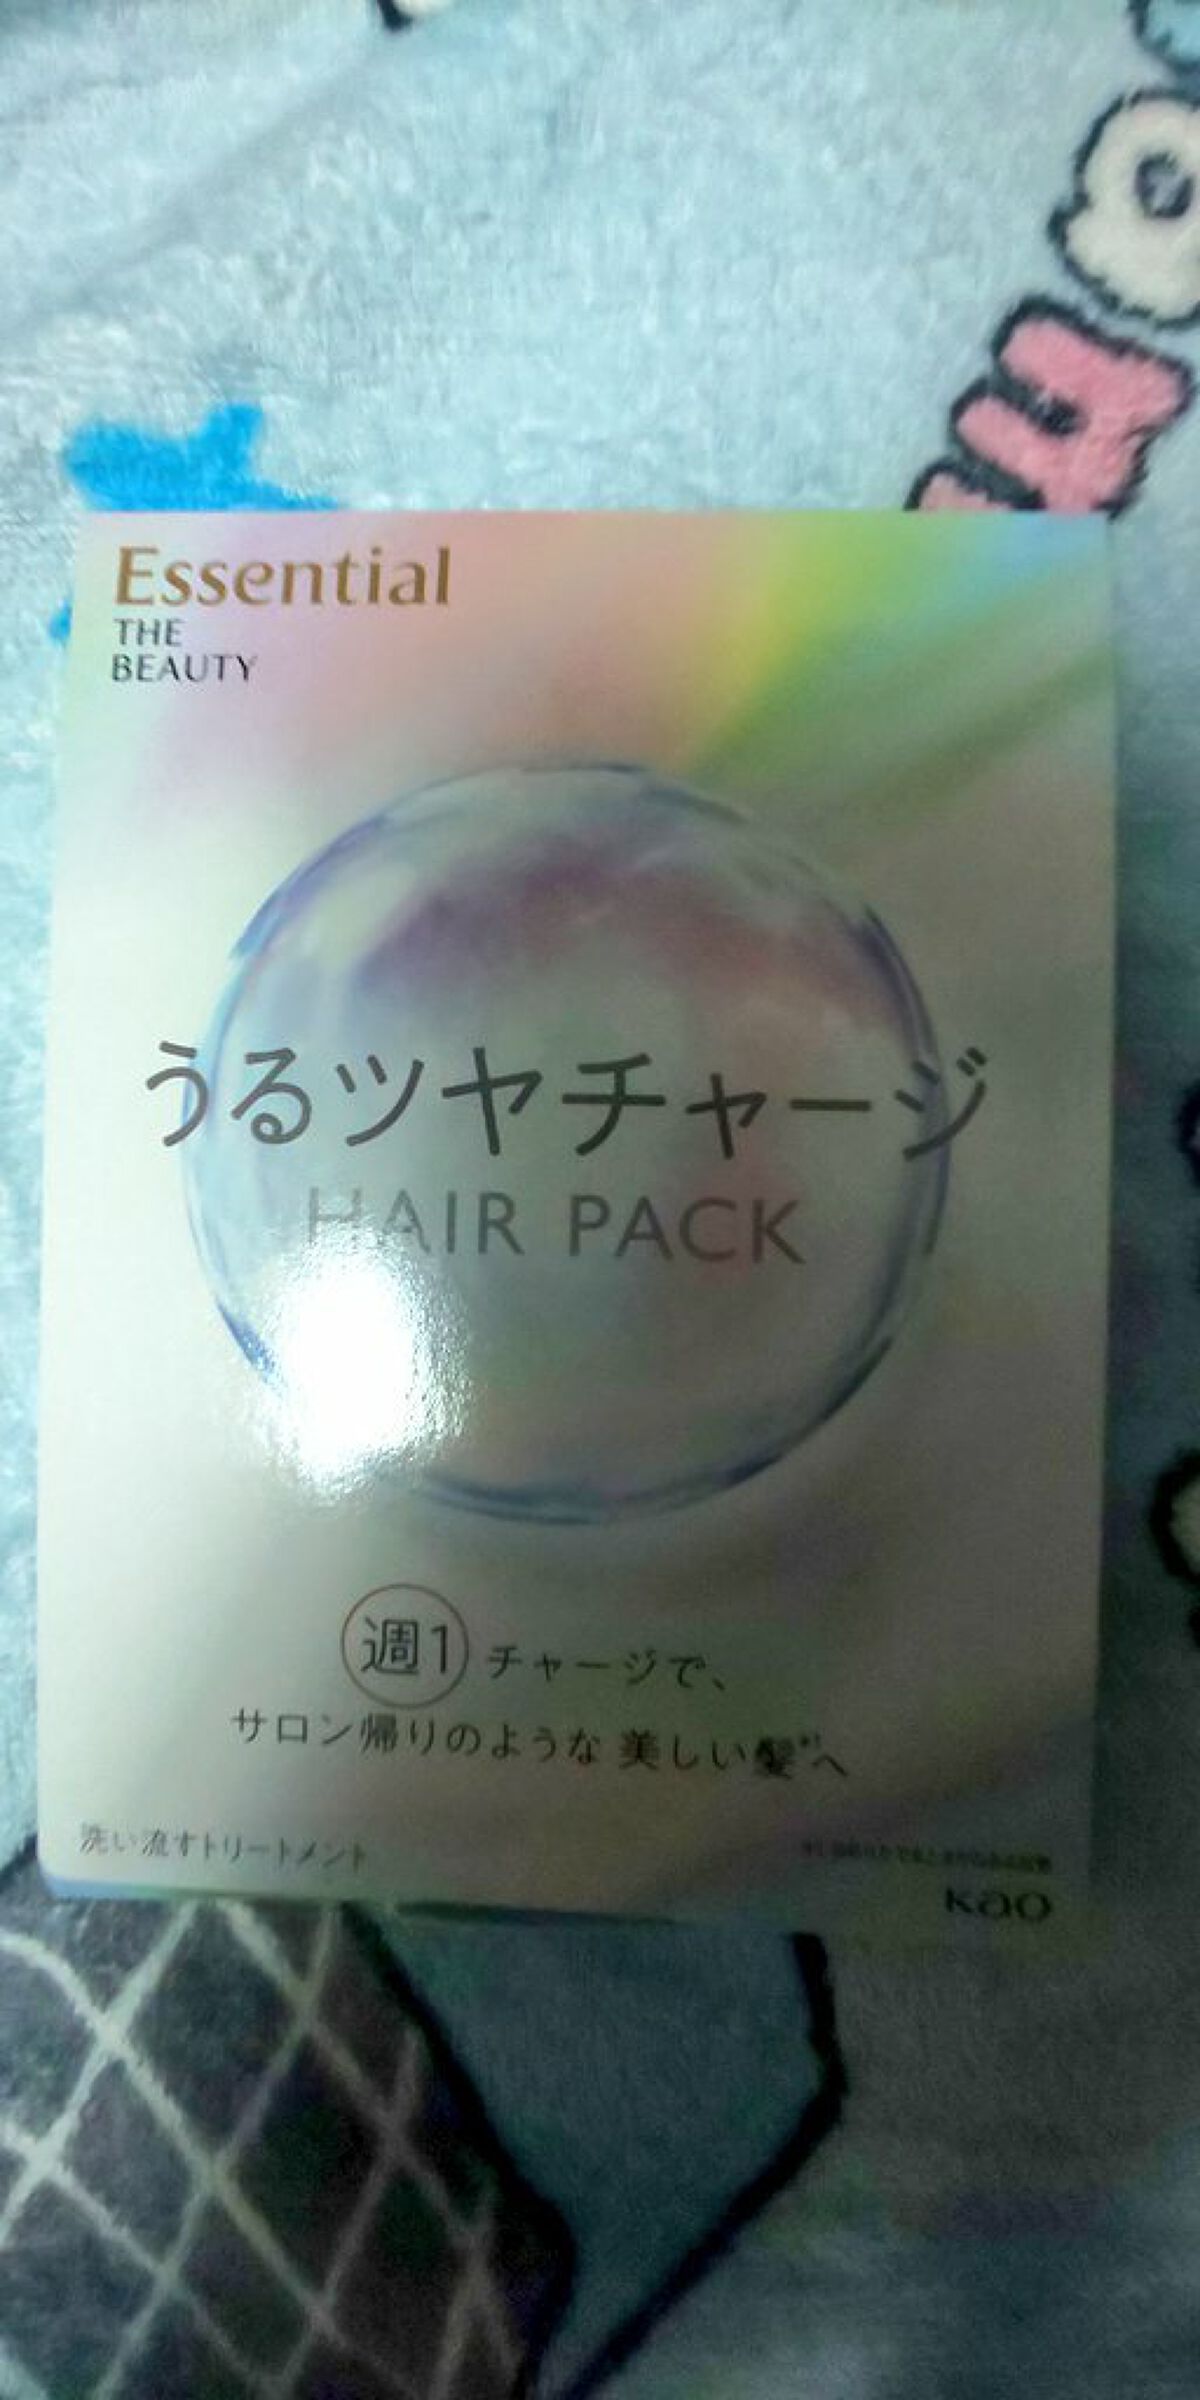 Essential
THE
BEAUTY
うるツヤチャージ
HAIR PACK
週1 チャージで、
サロン帰りのような 美しい髪*¹へ
洗い流すトリートメント
kao